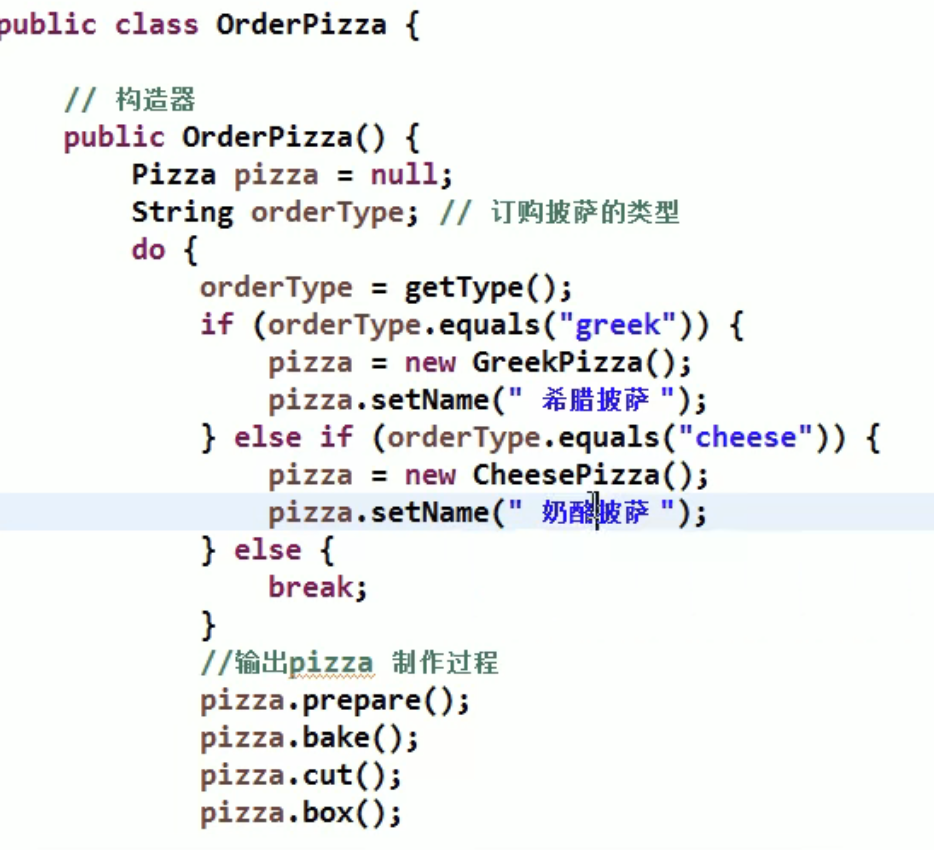 public class OrderPizza {
// 构造器
public OrderPizza() {
Pizza pizza = null;
String orderType; // 订购披萨的类型
do {
orderType = getType();
if (orderType.equals("greek")) {
pizza = new GreekPizza();
pizza.setName(" 希腊披萨 ");
} else if (orderType.equals("cheese")) {
pizza = new CheesePizza();
pizza.setName(" 奶酪披萨 ");
} else {
break;
}
//输出pizza 制作过程
pizza.prepare();
pizza.bake();
pizza.cut();
pizza.box();